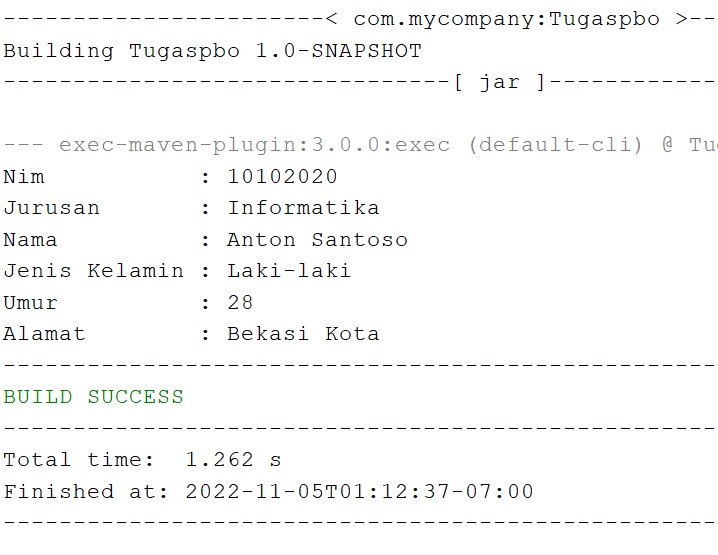 -----------------------< com.mycompany:Tugaspbo >--
Building Tugaspbo 1.0-SNAPSHOT
--------------------------------[ jar ]------------
--- exec-maven-plugin:3.0.0:exec (default-cli) @
Nim           : 10102020
Jurusan       : Informatika
Nama          : Anton Santoso
Jenis Kelamin : Laki-laki
Umur          : 28
Alamat        : Bekasi Kota
---------------------------------------------------
BUILD SUCCESS
---------------------------------------------------
Total time:  1.262 s
Finished at: 2022-11-05T01:12:37-07:00
---------------------------------------------------